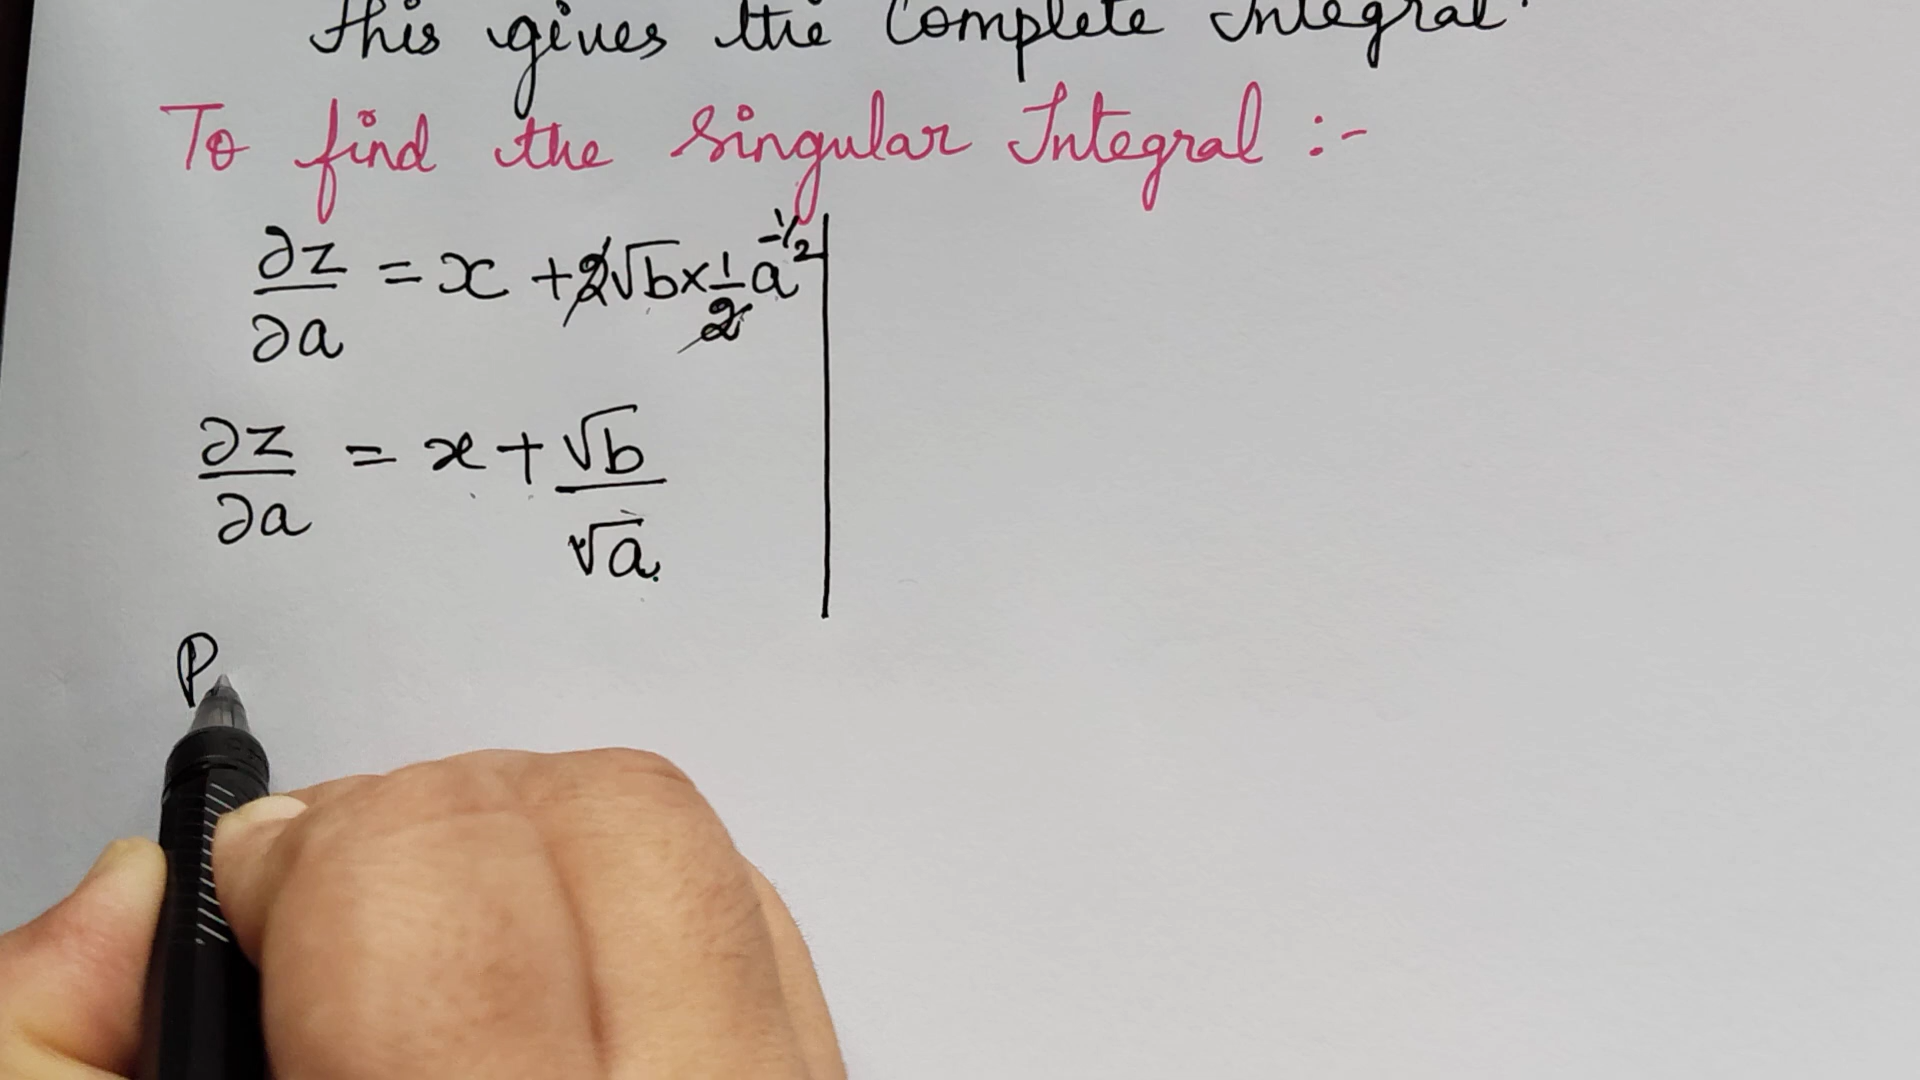 This gives the Complete Integral.
To find the Singular Integral :-
∂z/∂a = x + 2√b × 1/2 a^-1/2
∂z/∂a = x + √b/√a
P